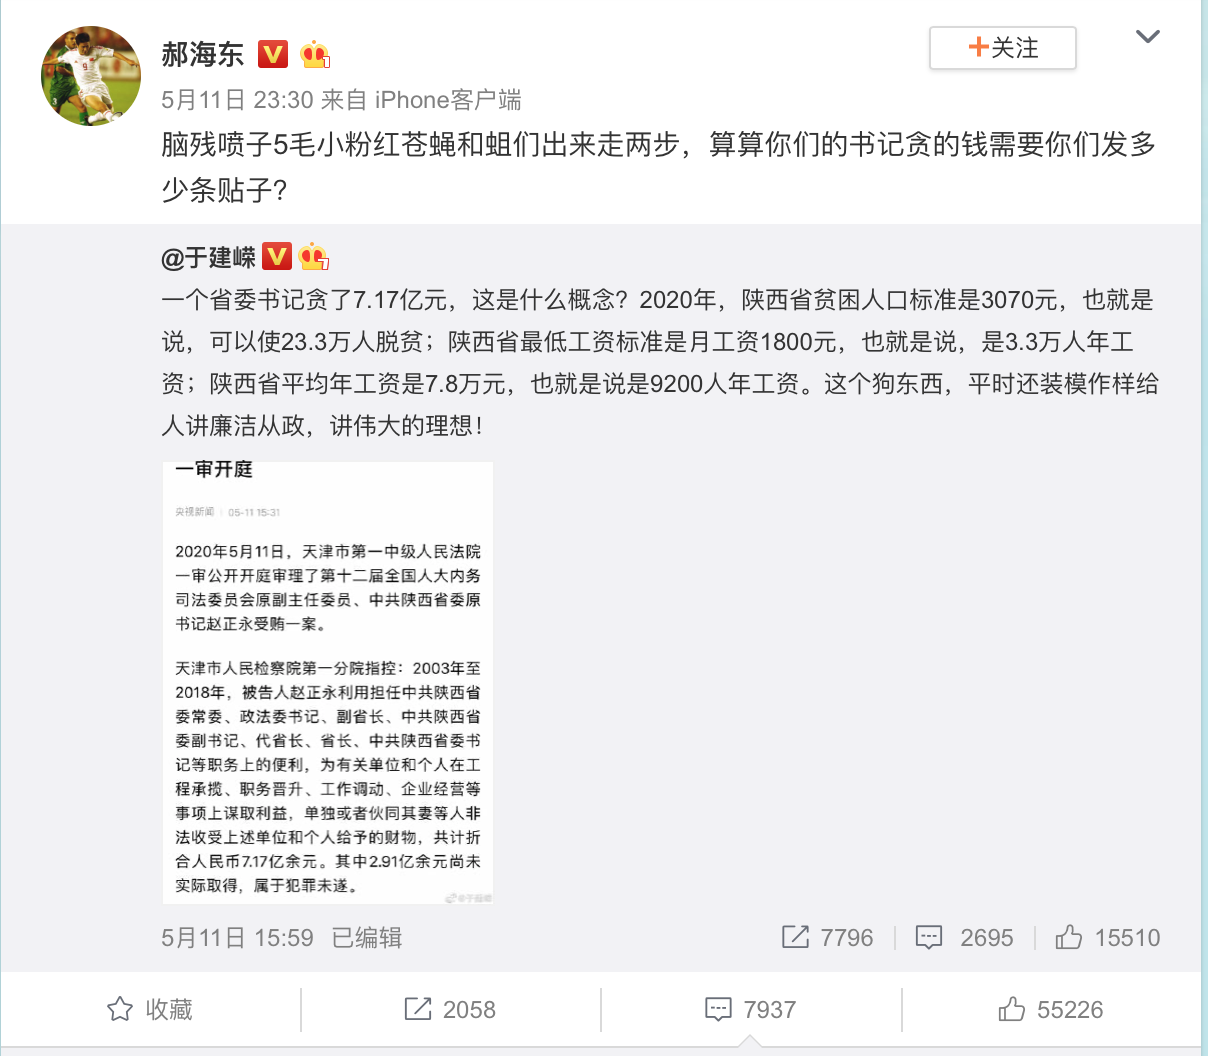 郝海东 V
+关注
5月11日 23:30 来自 iPhone客户端
脑残喷子5毛小粉红苍蝇和蛆们出来走两步，算算你们的书记贪的钱需要你们发多
少条贴子？
@于建嵘 V 7
一个省委书记贪了7.17亿元，这是什么概念？2020年，陕西省贫困人口标准是3070元，也就是
说，可以使23.3万人脱贫；陕西省最低工资标准是月工资1800元，也就是说，是3.3万人年工
资；陕西省平均年工资是7.8万元，也就是说是9200人年工资。这个狗东西，平时还装模作样给
人讲廉洁从政，讲伟大的理想！
一审开庭
央视新闻 | 05-11 15:31
2020年5月11日，天津市第一中级人民法院
一审公开开庭审理了第十二届全国人大内务
司法委员会原副主任委员、中共陕西省委原
书记赵正永受贿一案。
天津市人民检察院第一分院指控：2003年至
2018年，被告人赵正永利用担任中共陕西省
委常委、政法委书记、副省长、中共陕西省
委副书记、代省长、省长、中共陕西省委书
记等职务上的便利，为有关单位和个人在工
程承揽、职务晋升、工作调动、企业经营等
事项上谋取利益，单独或者伙同其妻等人非
法收受上述单位和个人给予的财物，共计折
合人民币7.17亿余元。其中2.91亿余元尚未
实际取得，属于犯罪未遂。
@于建嵘
5月11日 15:59 已编辑
7796
2695
15510
收藏
2058
7937
55226